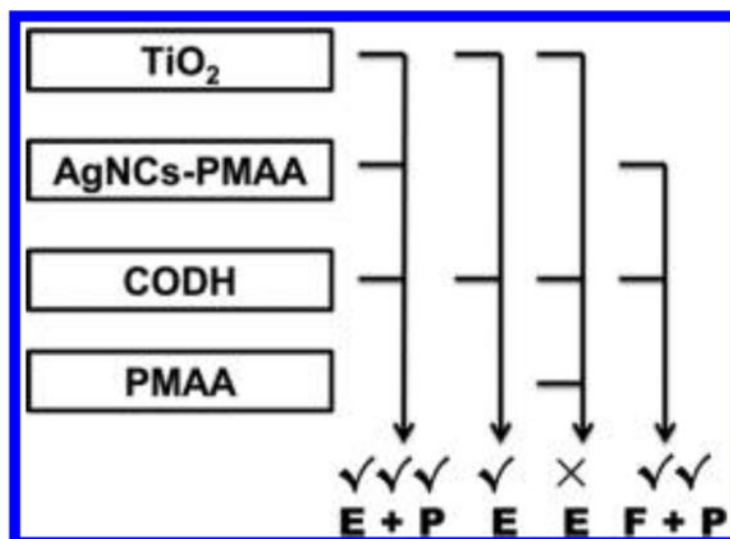 TiO₂
AgNCs-PMAA
CODH
PMAA
✓✓✓ ✓ × ✓✓
E + P E E F + P